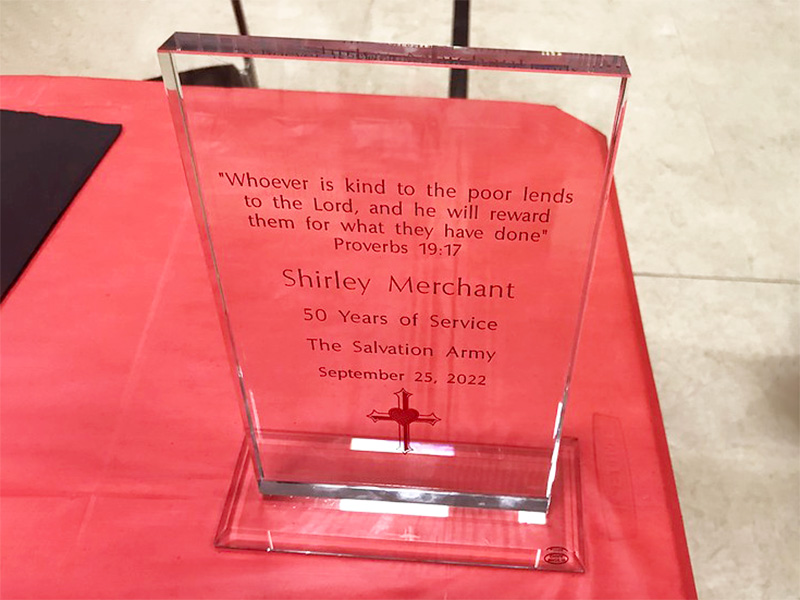 "Whoever is kind to the poor lends
to the Lord, and he will reward
them for what they have done"
Proverbs 19:17
Shirley Merchant
50 Years of Service
The Salvation Army
September 25, 2022